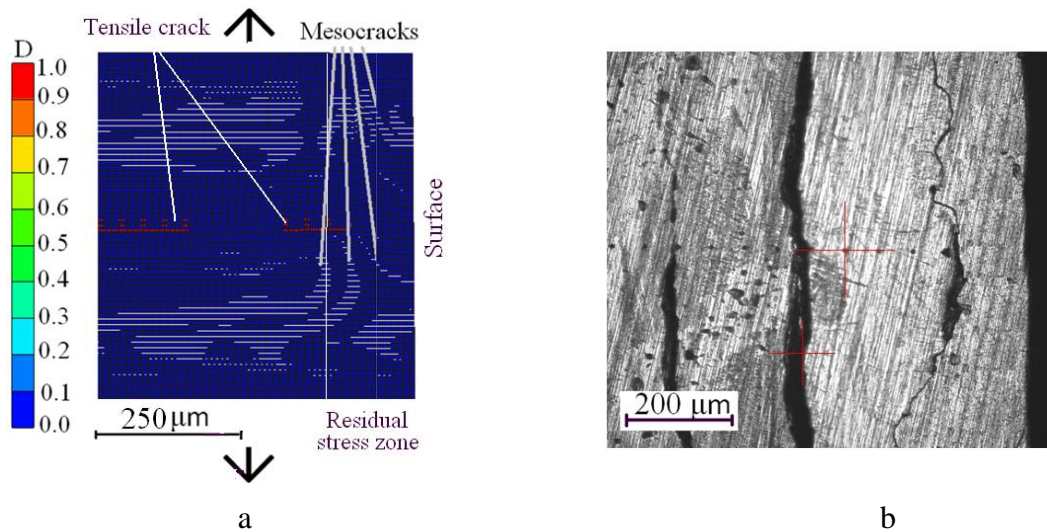 Tensile crack
Mesocracks
D
1.0
0.9
0.8
0.7
0.6
0.5
0.4
0.3
0.2
0.1
0.0
Surface
250 μm
Residual
stress zone
200 μm
a
b